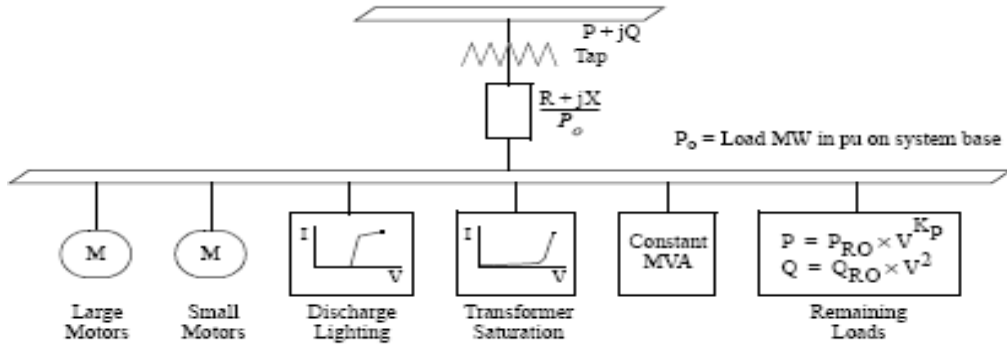 P + jQ
Tap
R + jX
P_o
P_o = Load MW in pu on system base
M
M
I
V
I
V
Constant
MVA
P = P_RO × V^Kp
Q = Q_RO × V^2
Large
Motors
Small
Motors
Discharge
Lighting
Transformer
Saturation
Remaining
Loads